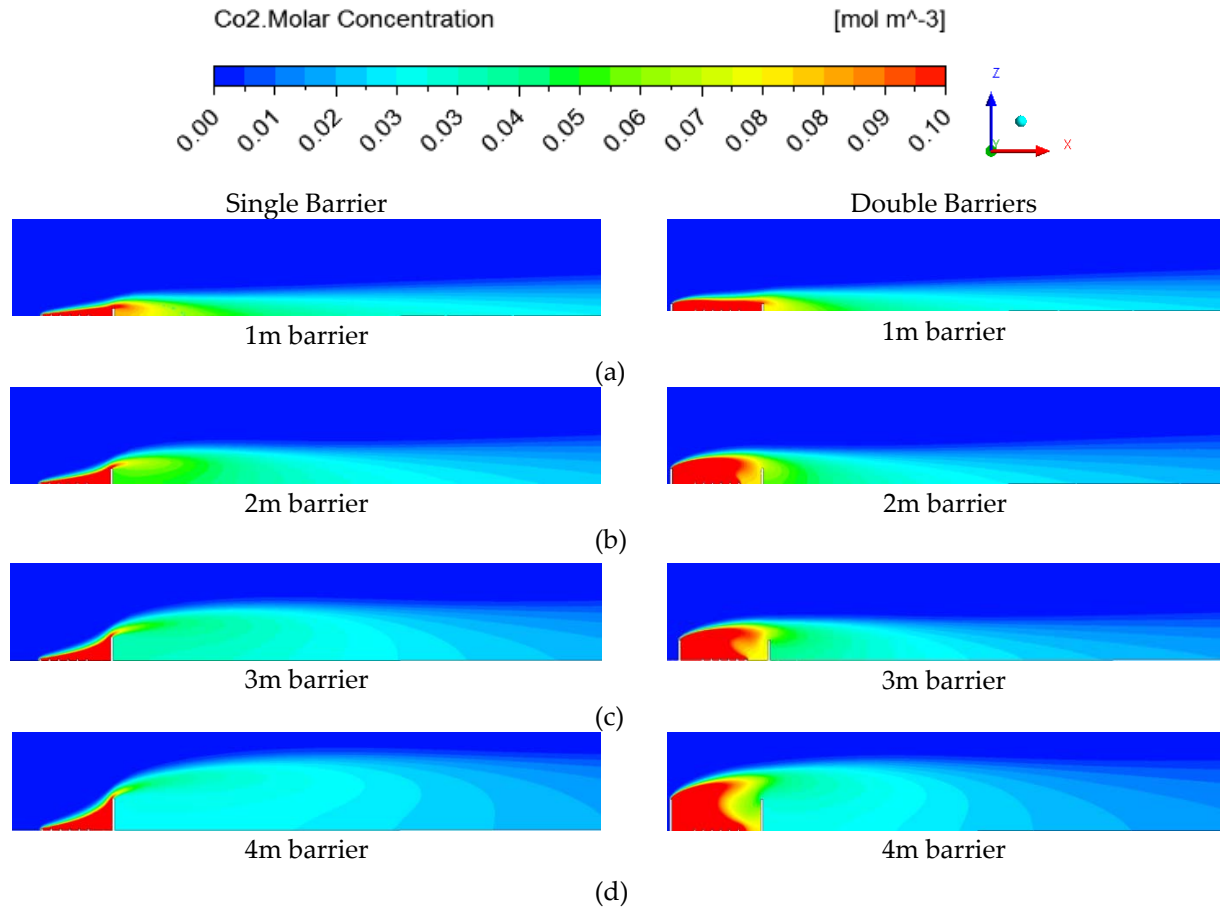 Co2.Molar Concentration [mol m^-3]
0.00 0.01 0.02 0.03 0.03 0.04 0.05 0.06 0.07 0.08 0.08 0.09 0.10
Z
Y X
Single Barrier Double Barriers
1m barrier 1m barrier
(a)
2m barrier 2m barrier
(b)
3m barrier 3m barrier
(c)
4m barrier 4m barrier
(d)